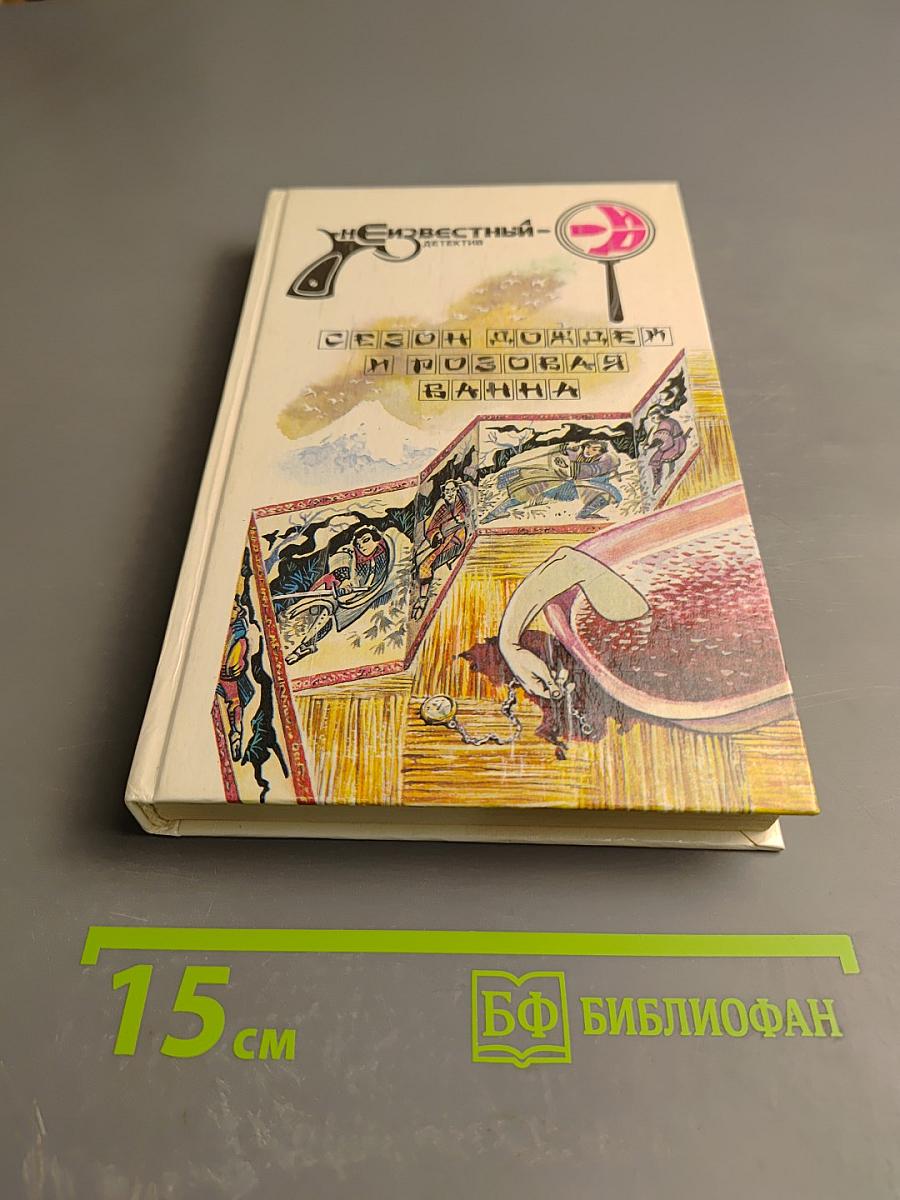 НЕИЗВЕСТНЫЙ
ДЕТЕКТИВ
СЕЗОН ДОЖДЕЙ
И РОЗОВАЯ
ВАННА
15 см
БФ БИБЛИОФАН